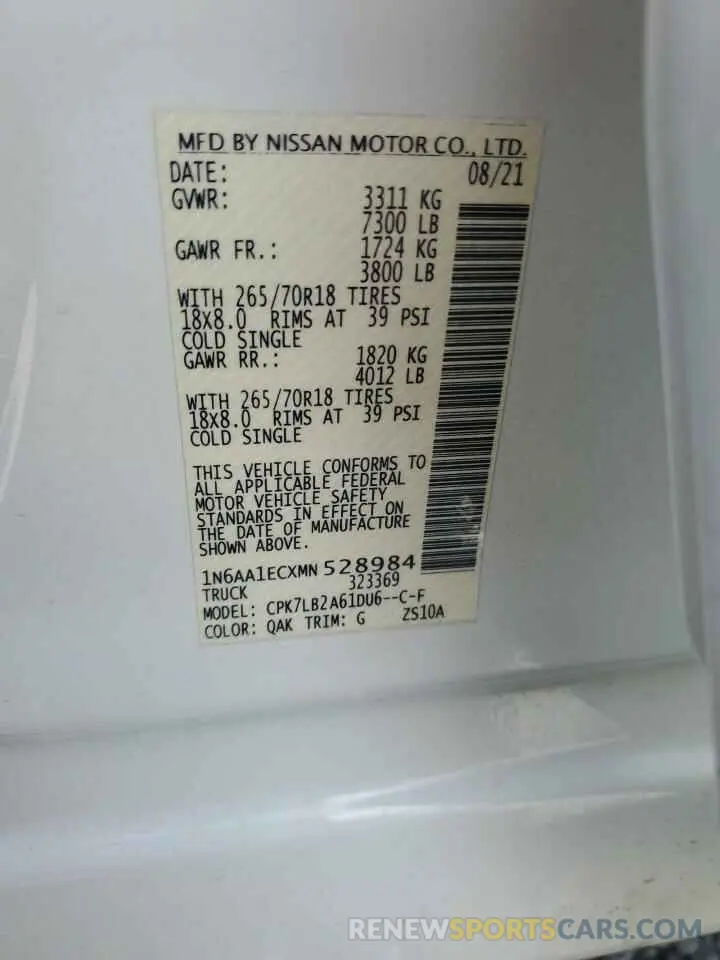 MFD BY NISSAN MOTOR CO., LTD.
DATE: 08/21
GVWR: 3311 KG
7300 LB
GAWR FR.: 1724 KG
3800 LB
WITH 265/70R18 TIRES
18X8.0 RIMS AT 39 PSI
COLD SINGLE
GAWR RR.: 1820 KG
4012 LB
WITH 265/70R18 TIRES
18X8.0 RIMS AT 39 PSI
COLD SINGLE
THIS VEHICLE CONFORMS TO
ALL APPLICABLE FEDERAL
MOTOR VEHICLE SAFETY
STANDARDS IN EFFECT ON
THE DATE OF MANUFACTURE
SHOWN ABOVE.
1N6AA1ECXMN528984
TRUCK 323369
MODEL: CPK7LB2A61DU6--C-F
COLOR: QAK TRIM: G ZS10A
RENEWSPORTSCARS.COM